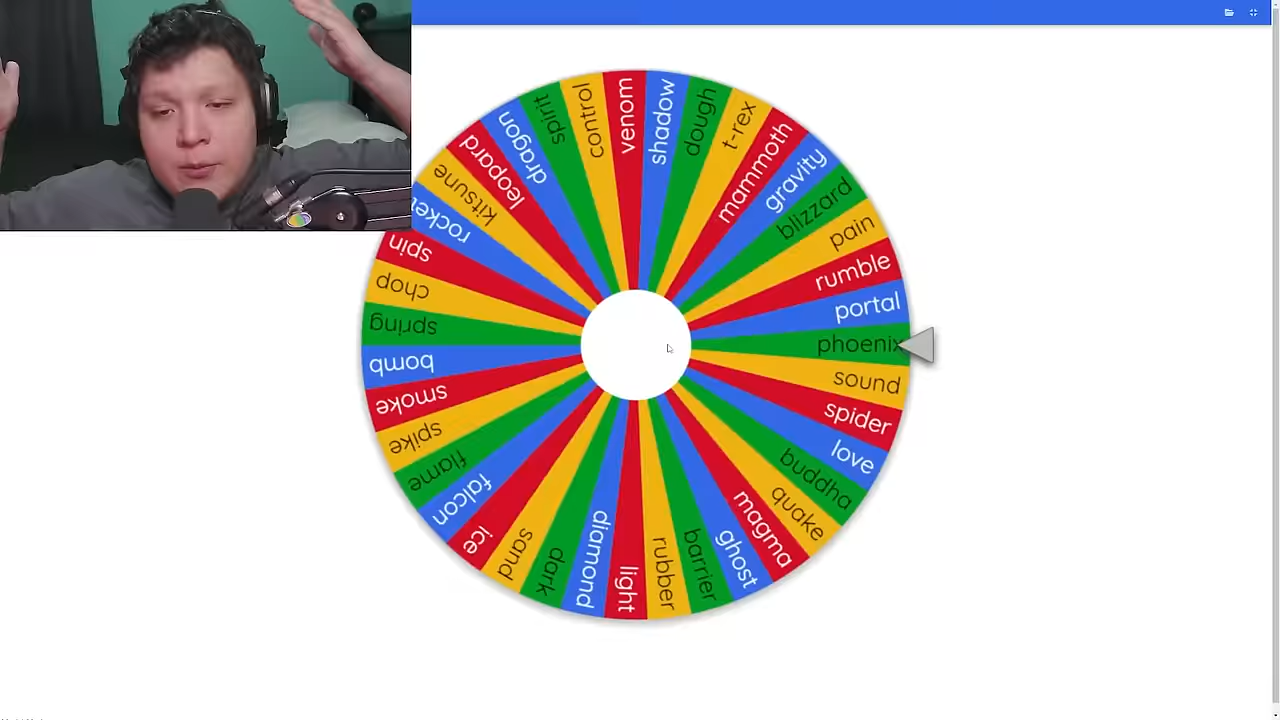 venom
shadow
dough
t-rex
mammoth
gravity
blizzard
pain
rumble
portal
phoenix
sound
spider
love
buddha
quake
magma
ghost
barrier
rubber
light
diamond
dark
sand
ice
falcon
flame
spike
smoke
bomb
spring
chop
spin
rocket
kitsune
leopard
dragon
spirit
control